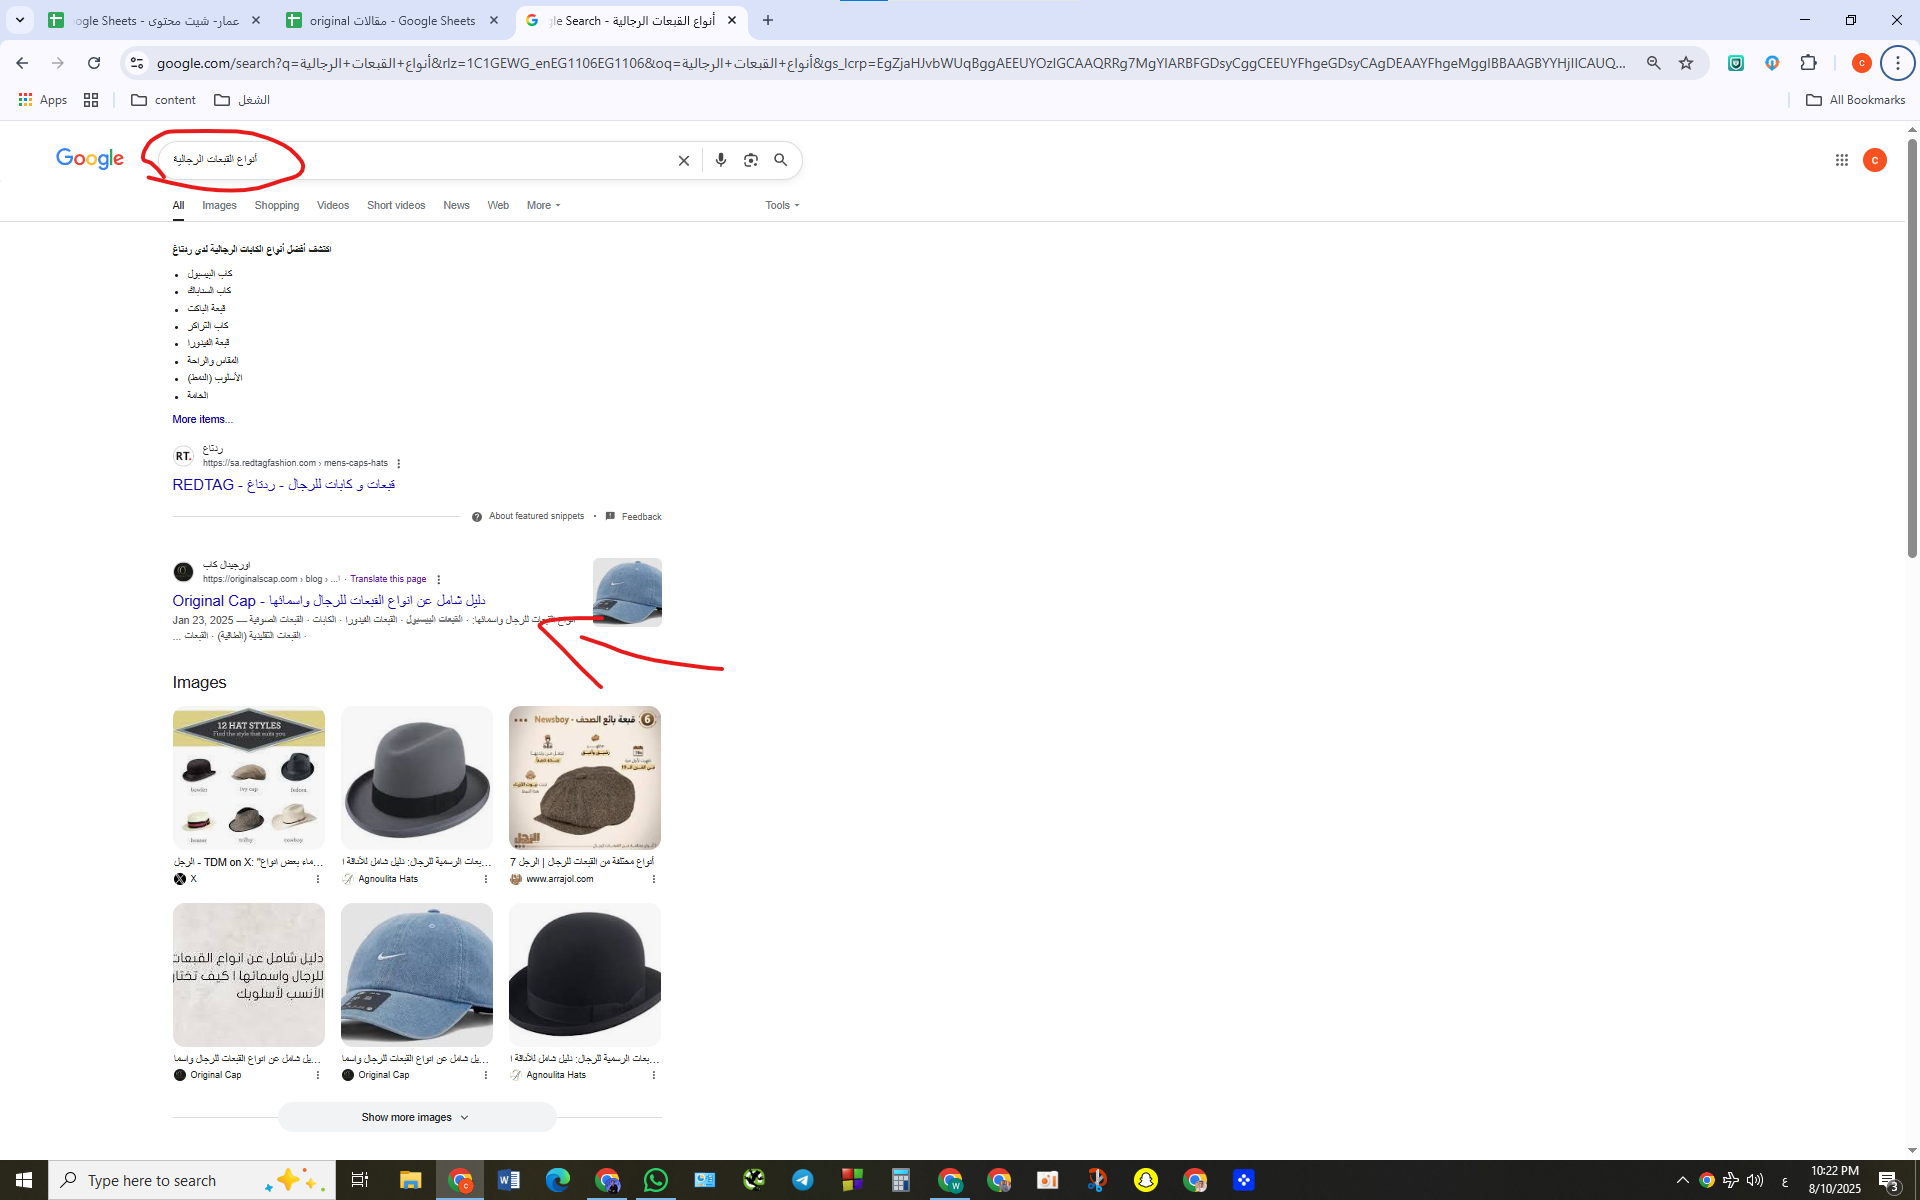 عمار- شيت محتوى - Google Sheets
مقالات original - Google Sheets
أنواع القبعات الرجالية - Google Search
google.com/search?q=أنواع+القبعات+الرجالية&rlz=1C1GEWG_enEG1106EG1106&oq=أنواع+القبعات+الرجالية&gs_lcrp=
Apps
content
الشغل
All Bookmarks
Google
أنواع القبعات الرجالية
C
All Images Shopping Videos Short videos News Web More Tools
اكتشف أفضل أنواع الكابات الرجالية لدى ردتاغ
كاب البيسبول
كاب السناباك
قبعة الباكت
كاب التراكر
قبعة الفيدورا
المقاس والراحة
الأسلوب (النمط)
الخامة
More items...
RT.
ردتاغ
https://sa.redtagfashion.com › mens-caps-hats
قبعات و كابات للرجال - ردتاغ - REDTAG
About featured snippets • Feedback
اورجينال كاب
https://originalscap.com › blog › ...ا · Translate this page
دليل شامل عن انواع القبعات للرجال واسمائها - Original Cap
Jan 23, 2025 — أنواع القبعات للرجال واسمائها: · القبعات البيسبول · القبعات الفيدورا · الكابات · القبعات الصوفية
· القبعات التقليدية (الطاقية) · القبعات ...
Images
12 HAT STYLES
Find the style that suits you
bowler ivy cap fedora
boater trilby cowboy
6 قبعة بائع الصحف - Newsboy
الرجل
الرجل - TDM on X: "ماء بعض انواع...
X
بعات الرسمية للرجال: دليل شامل للأناقة ا...
Agnoulita Hats
7 أنواع مختلفة من القبعات للرجال | الرجل
www.arrajol.com
دليل شامل عن انواع القبعات
للرجال واسمائها | كيف تختار
الأنسب لأسلوبك
يل شامل عن انواع القبعات للرجال واسما...
Original Cap
يل شامل عن انواع القبعات للرجال واسما...
Original Cap
بعات الرسمية للرجال: دليل شامل للأناقة ا...
Agnoulita Hats
Show more images
Type here to search
ع
10:22 PM
8/10/2025
3